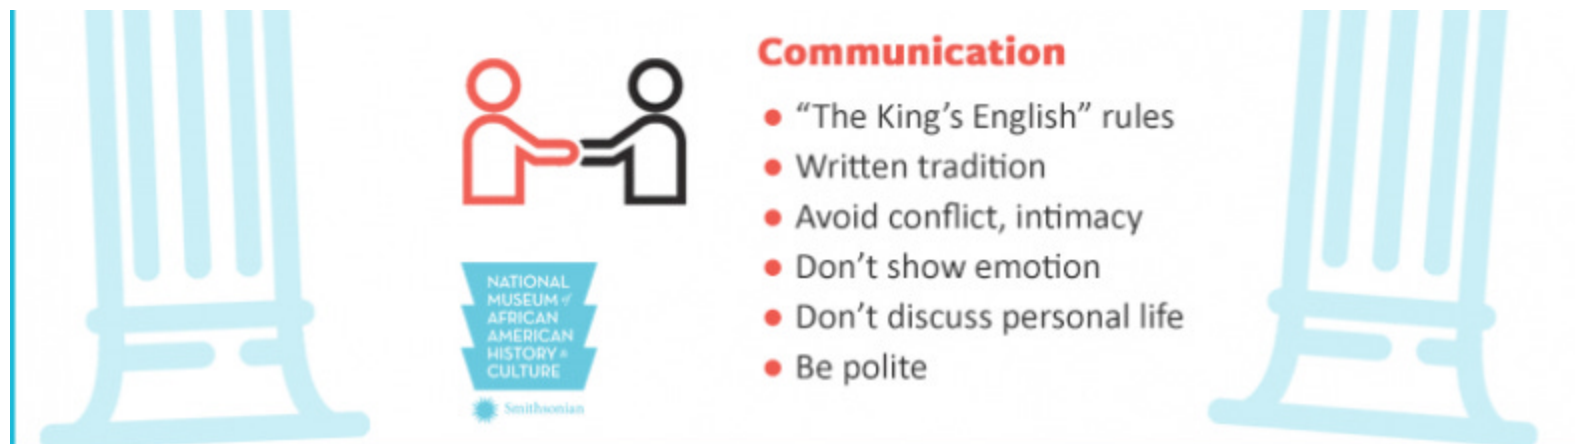 Communication
“The King’s English” rules
Written tradition
Avoid conflict, intimacy
Don’t show emotion
Don’t discuss personal life
Be polite
NATIONAL
MUSEUM of
AFRICAN
AMERICAN
HISTORY &
CULTURE
Smithsonian